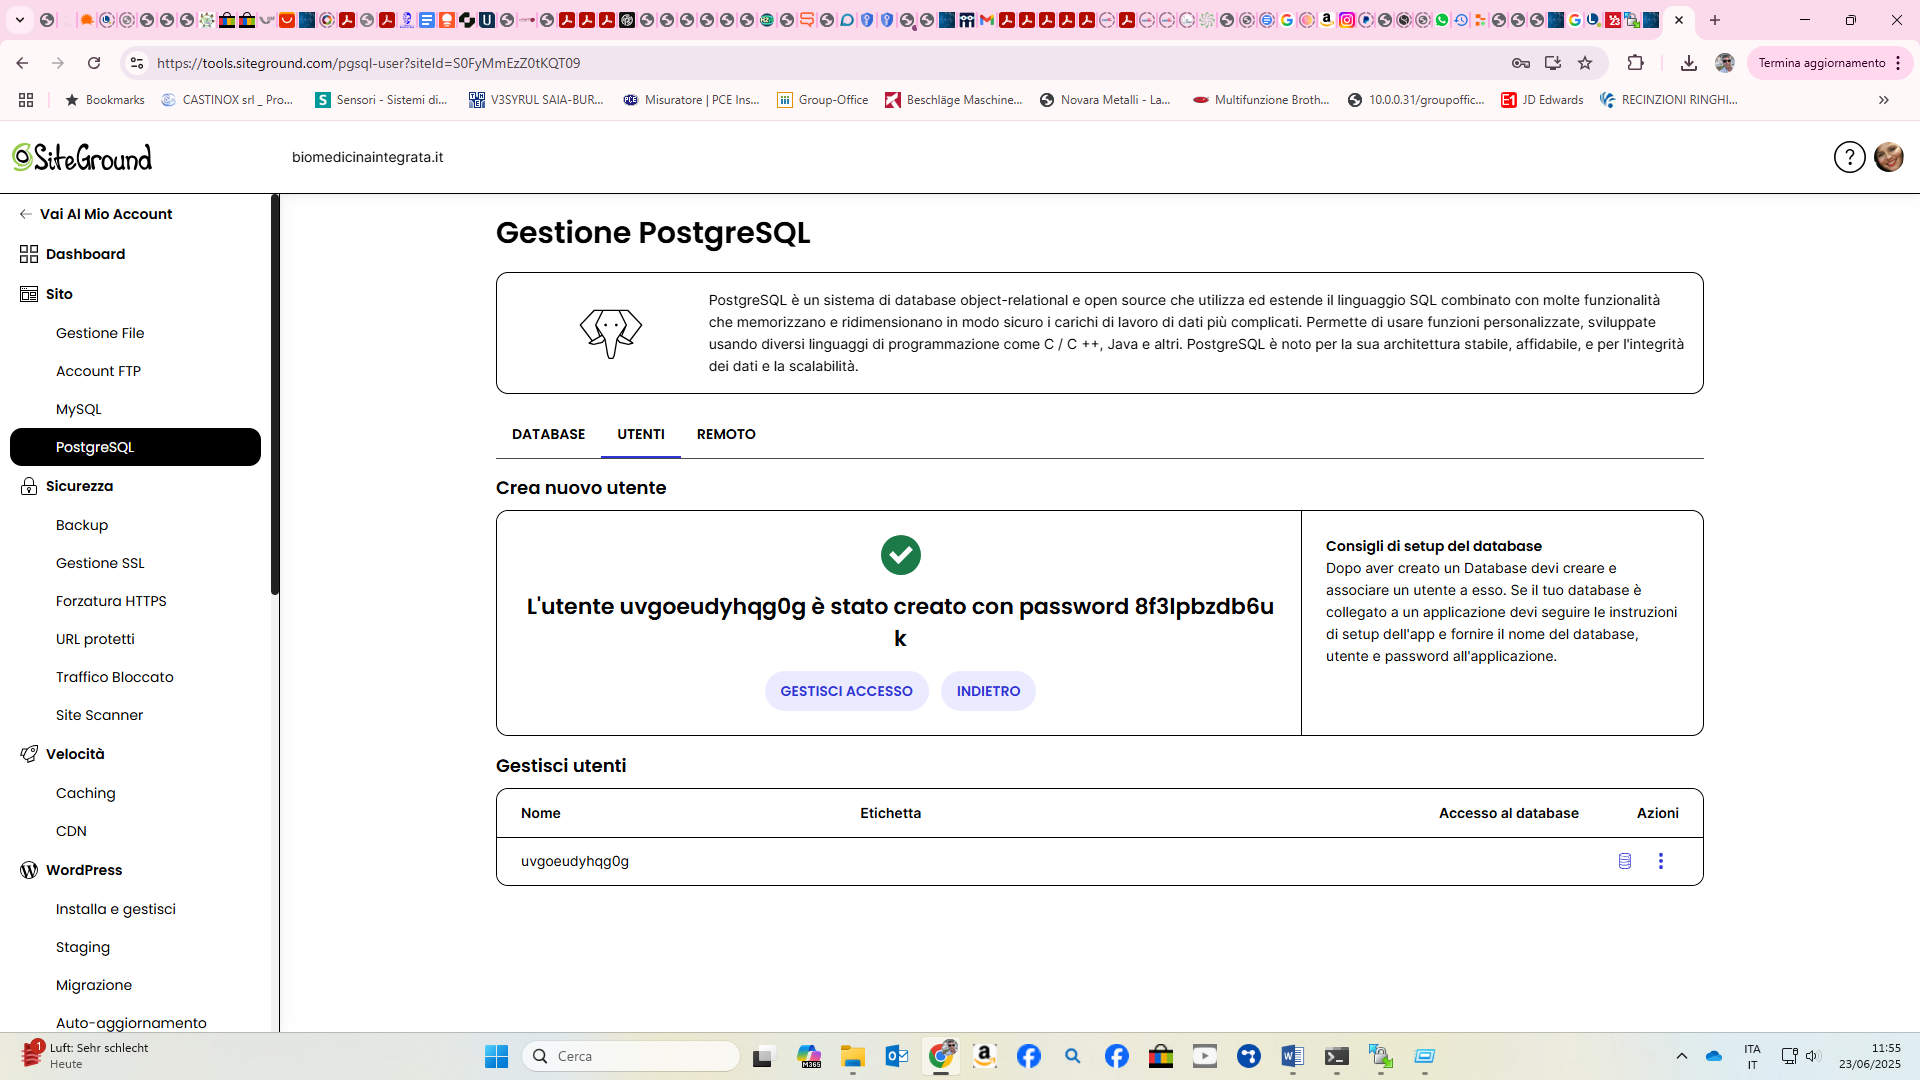 Termina aggiornamento
https://tools.siteground.com/pgsql-user?siteId=S0FyMmEzZ0tKQT09
Bookmarks
CASTINOX srl _ Pro...
Sensori - Sistemi di...
V3SYRUL SAIA-BUR...
Misuratore | PCE Ins...
Group-Office
Beschläge Maschine...
Novara Metalli - La...
Multifunzione Broth...
10.0.0.31/groupoffic...
JD Edwards
RECINZIONI RINGHI...
SiteGround
biomedicinaintegrata.it
Vai Al Mio Account
Dashboard
Sito
Gestione File
Account FTP
MySQL
PostgreSQL
Sicurezza
Backup
Gestione SSL
Forzatura HTTPS
URL protetti
Traffico Bloccato
Site Scanner
Velocità
Caching
CDN
WordPress
Installa e gestisci
Staging
Migrazione
Auto-aggiornamento
Gestione PostgreSQL
PostgreSQL è un sistema di database object-relational e open source che utilizza ed estende il linguaggio SQL combinato con molte funzionalità
che memorizzano e ridimensionano in modo sicuro i carichi di lavoro di dati più complicati. Permette di usare funzioni personalizzate, sviluppate
usando diversi linguaggi di programmazione come C / C ++, Java e altri. PostgreSQL è noto per la sua architettura stabile, affidabile, e per l'integrità
dei dati e la scalabilità.
DATABASE
UTENTI
REMOTO
Crea nuovo utente
L'utente uvgoeudyhqg0g è stato creato con password 8f3lpbzdb6u
k
GESTISCI ACCESSO
INDIETRO
Consigli di setup del database
Dopo aver creato un Database devi creare e
associare un utente a esso. Se il tuo database è
collegato a un applicazione devi seguire le instruzioni
di setup dell'app e fornire il nome del database,
utente e password all'applicazione.
Gestisci utenti
Nome
Etichetta
Accesso al database
Azioni
uvgoeudyhqg0g
1
Luft: Sehr schlecht
Heute
Cerca
ITA
IT
11:55
23/06/2025